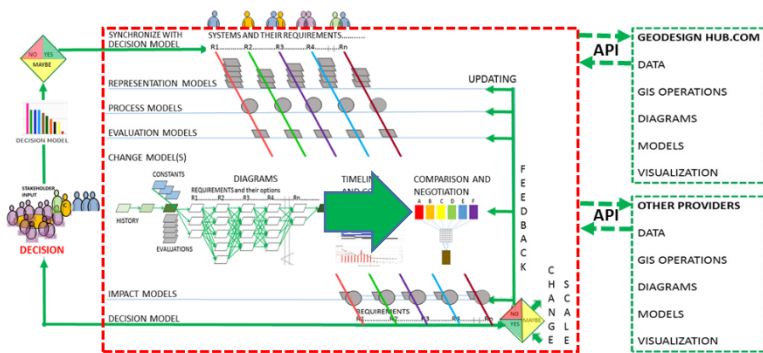 SYNCHRONIZE WITH
DECISION MODEL
SYSTEMS AND THEIR REQUIREMENTS..........
R1 R2 R3 R4 Rn
NO YES
MAYBE
REPRESENTATION MODELS
PROCESS MODELS
EVALUATION MODELS
CHANGE MODEL(S)
UPDATING
DECISION MODEL
STAKEHOLDER
INPUT
DECISION
CONSTANTS
HISTORY
EVALUATIONS
DIAGRAMS
REQUIREMENTS and their options
R1 R2 R3 R4 Rn
TIMELINE
COMPARISON AND
NEGOTIATION
A B C D E F
FEEDBACK
IMPACT MODELS
REQUIREMENTS
DECISION MODEL
NO MAYBE
YES
CHANGE
SCALE
API
GEODESIGN HUB.COM
DATA
GIS OPERATIONS
DIAGRAMS
MODELS
VISUALIZATION
API
OTHER PROVIDERS
DATA
GIS OPERATIONS
DIAGRAMS
MODELS
VISUALIZATION